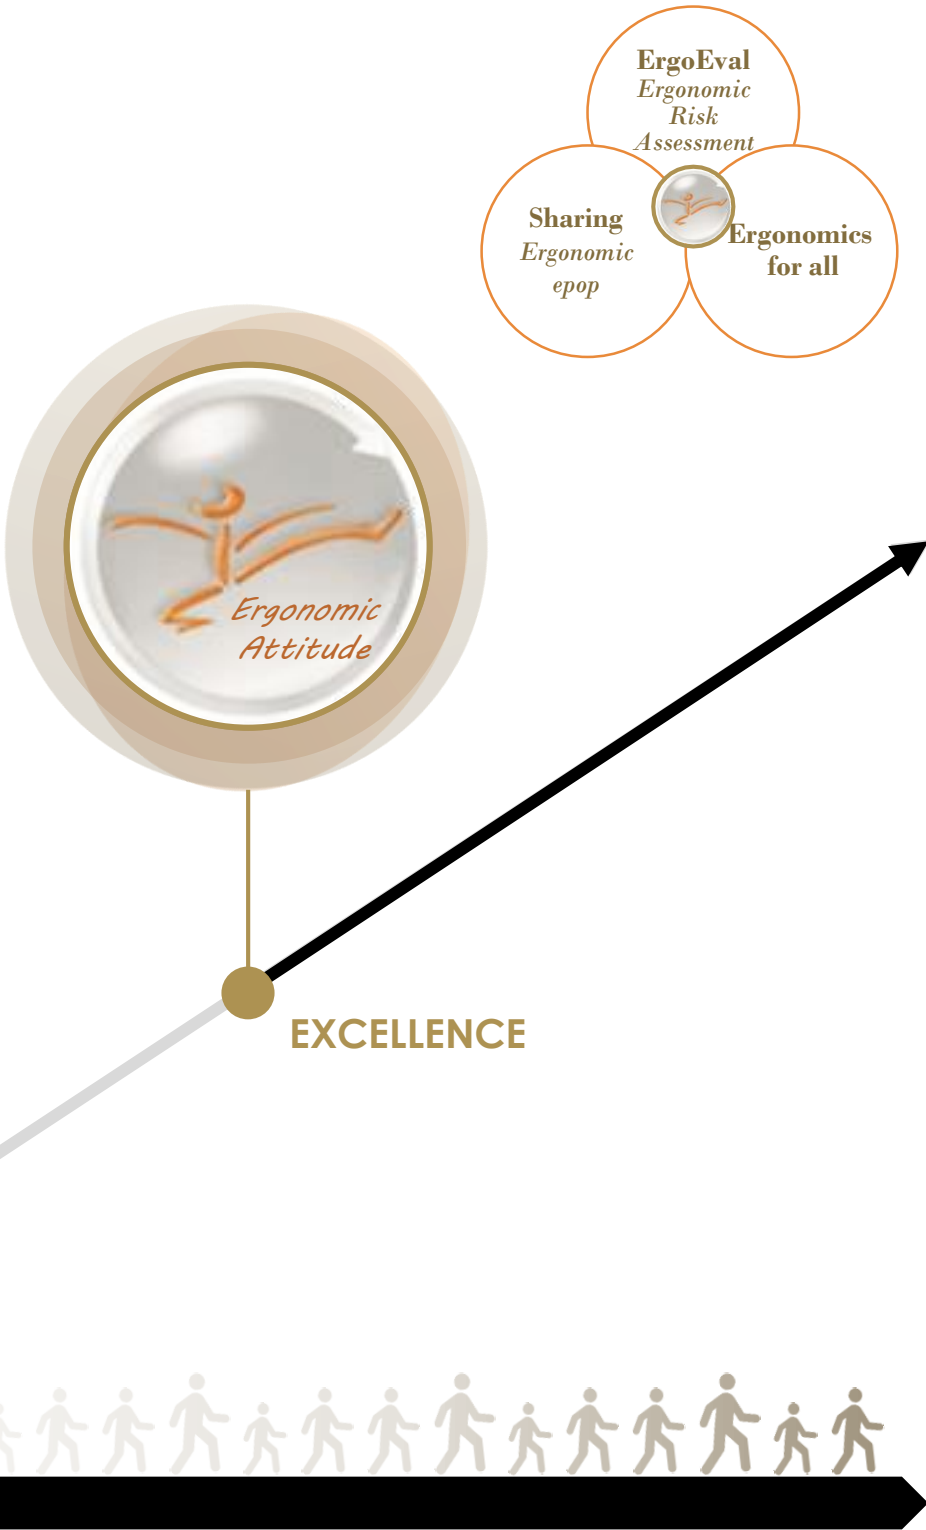 ErgoEval
Ergonomic
Risk
Assessment
Sharing
Ergonomic
epop
Ergonomics
for all
Ergonomic
Attitude
EXCELLENCE